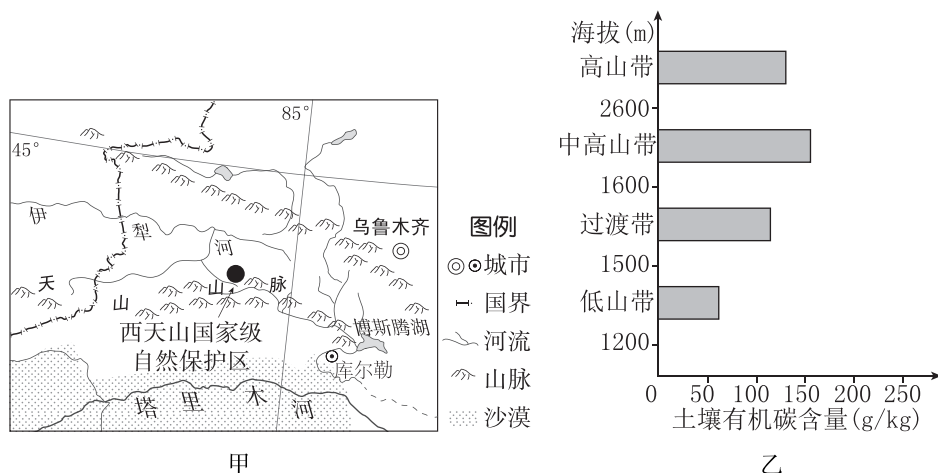 85°
45°
伊
犁
河
乌鲁木齐
天
山
山
脉
西天山国家级
自然保护区
博斯腾湖
库尔勒
塔
里
木
河
图例
城市
国界
河流
山脉
沙漠
甲
海拔(m)
高山带
2600
中高山带
1600
过渡带
1500
低山带
1200
0 50 100 150 200 250
土壤有机碳含量(g/kg)
乙